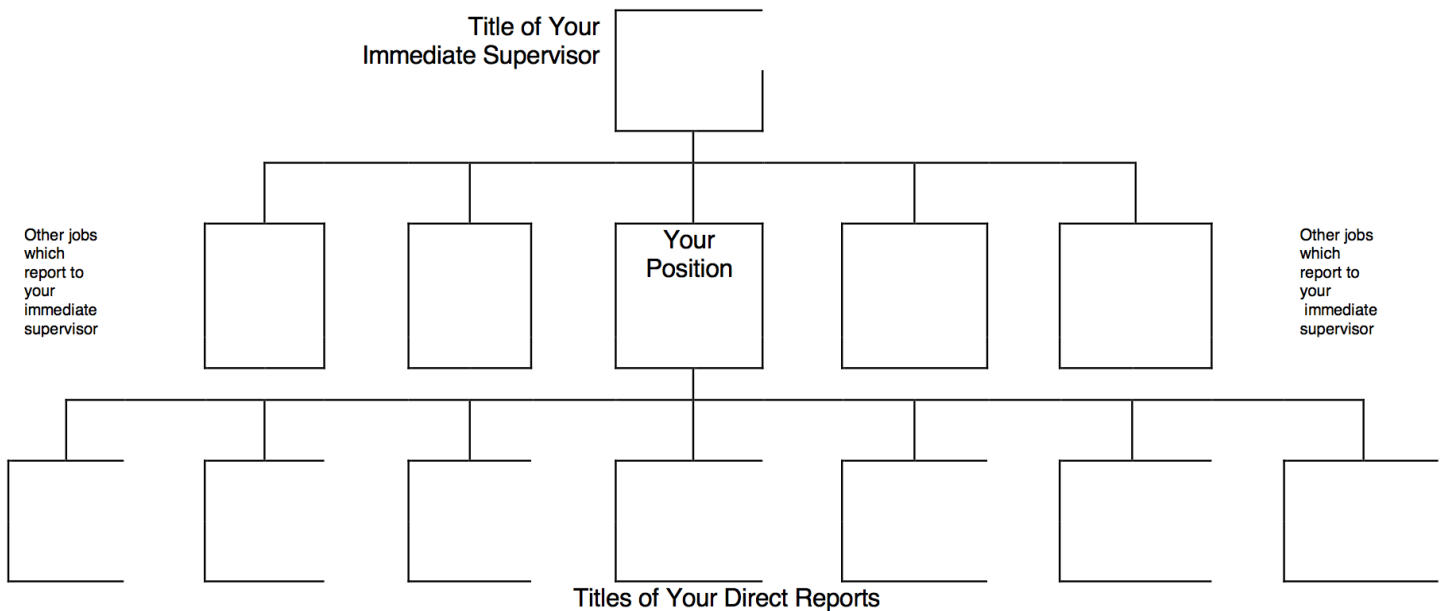 Title of Your
Immediate Supervisor
Other jobs
which
report to
your
immediate
supervisor
Your
Position
Other jobs
which
report to
your
immediate
supervisor
Titles of Your Direct Reports